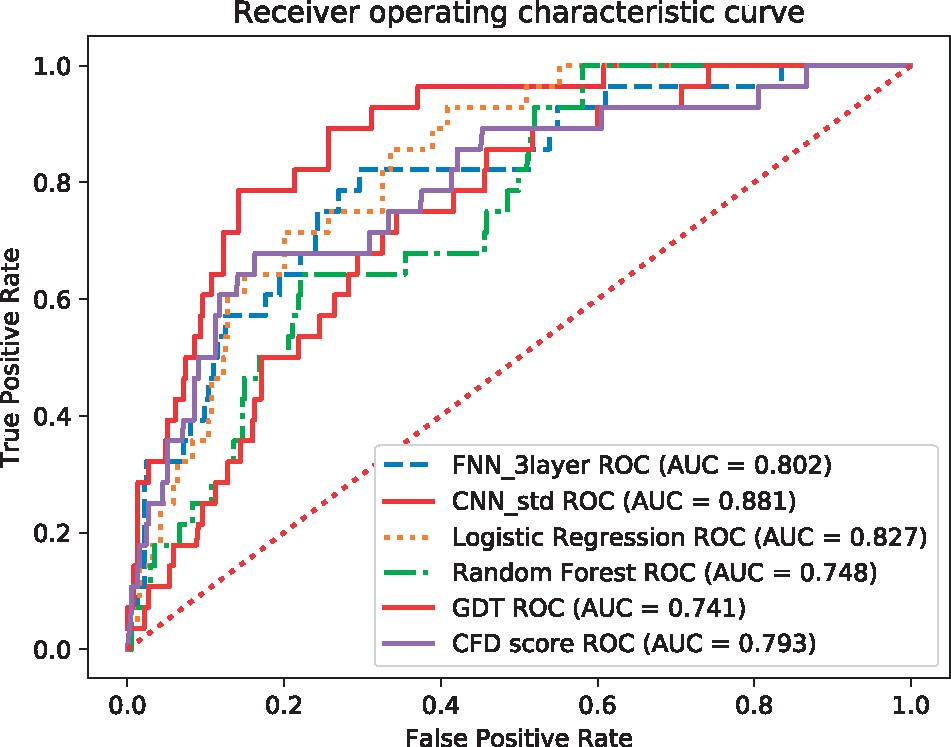 Receiver operating characteristic curve
True Positive Rate
1.0
0.8
0.6
0.4
0.2
0.0
FNN_3layer ROC (AUC = 0.802)
CNN_std ROC (AUC = 0.881)
Logistic Regression ROC (AUC = 0.827)
Random Forest ROC (AUC = 0.748)
GDT ROC (AUC = 0.741)
CFD score ROC (AUC = 0.793)
0.0 0.2 0.4 0.6 0.8 1.0
False Positive Rate